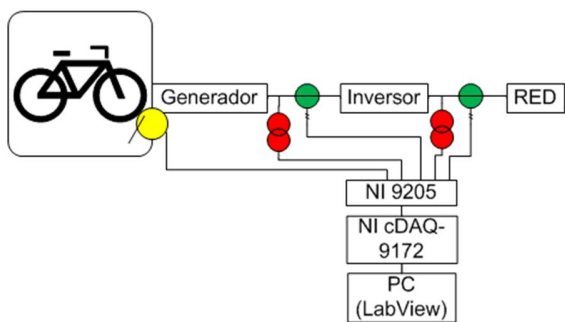 Generador
Inversor
RED
NI 9205
NI cDAQ-
9172
PC
(LabView)